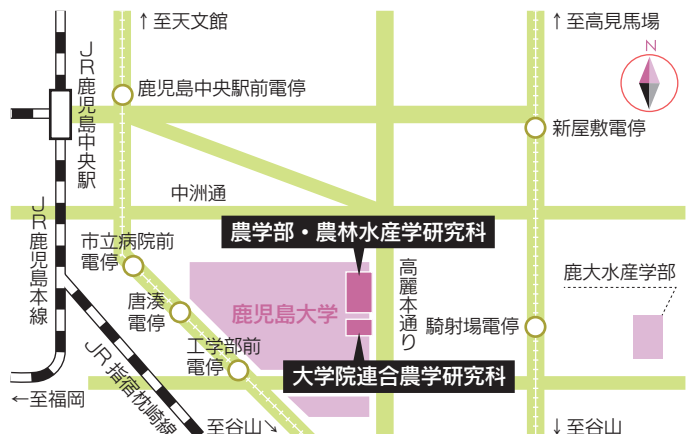 ↑至天文館
↑至高見馬場
N
JR鹿児島中央駅
鹿児島中央駅前電停
新屋敷電停
中洲通
JR鹿児島本線
市立病院前
電停
農学部・農林水産学研究科
高麗本通り
鹿大水産学部
唐湊
電停
鹿児島大学
騎射場電停
工学部前
電停
大学院連合農学研究科
JR指宿枕崎線
←至福岡
至谷山↘
↓至谷山